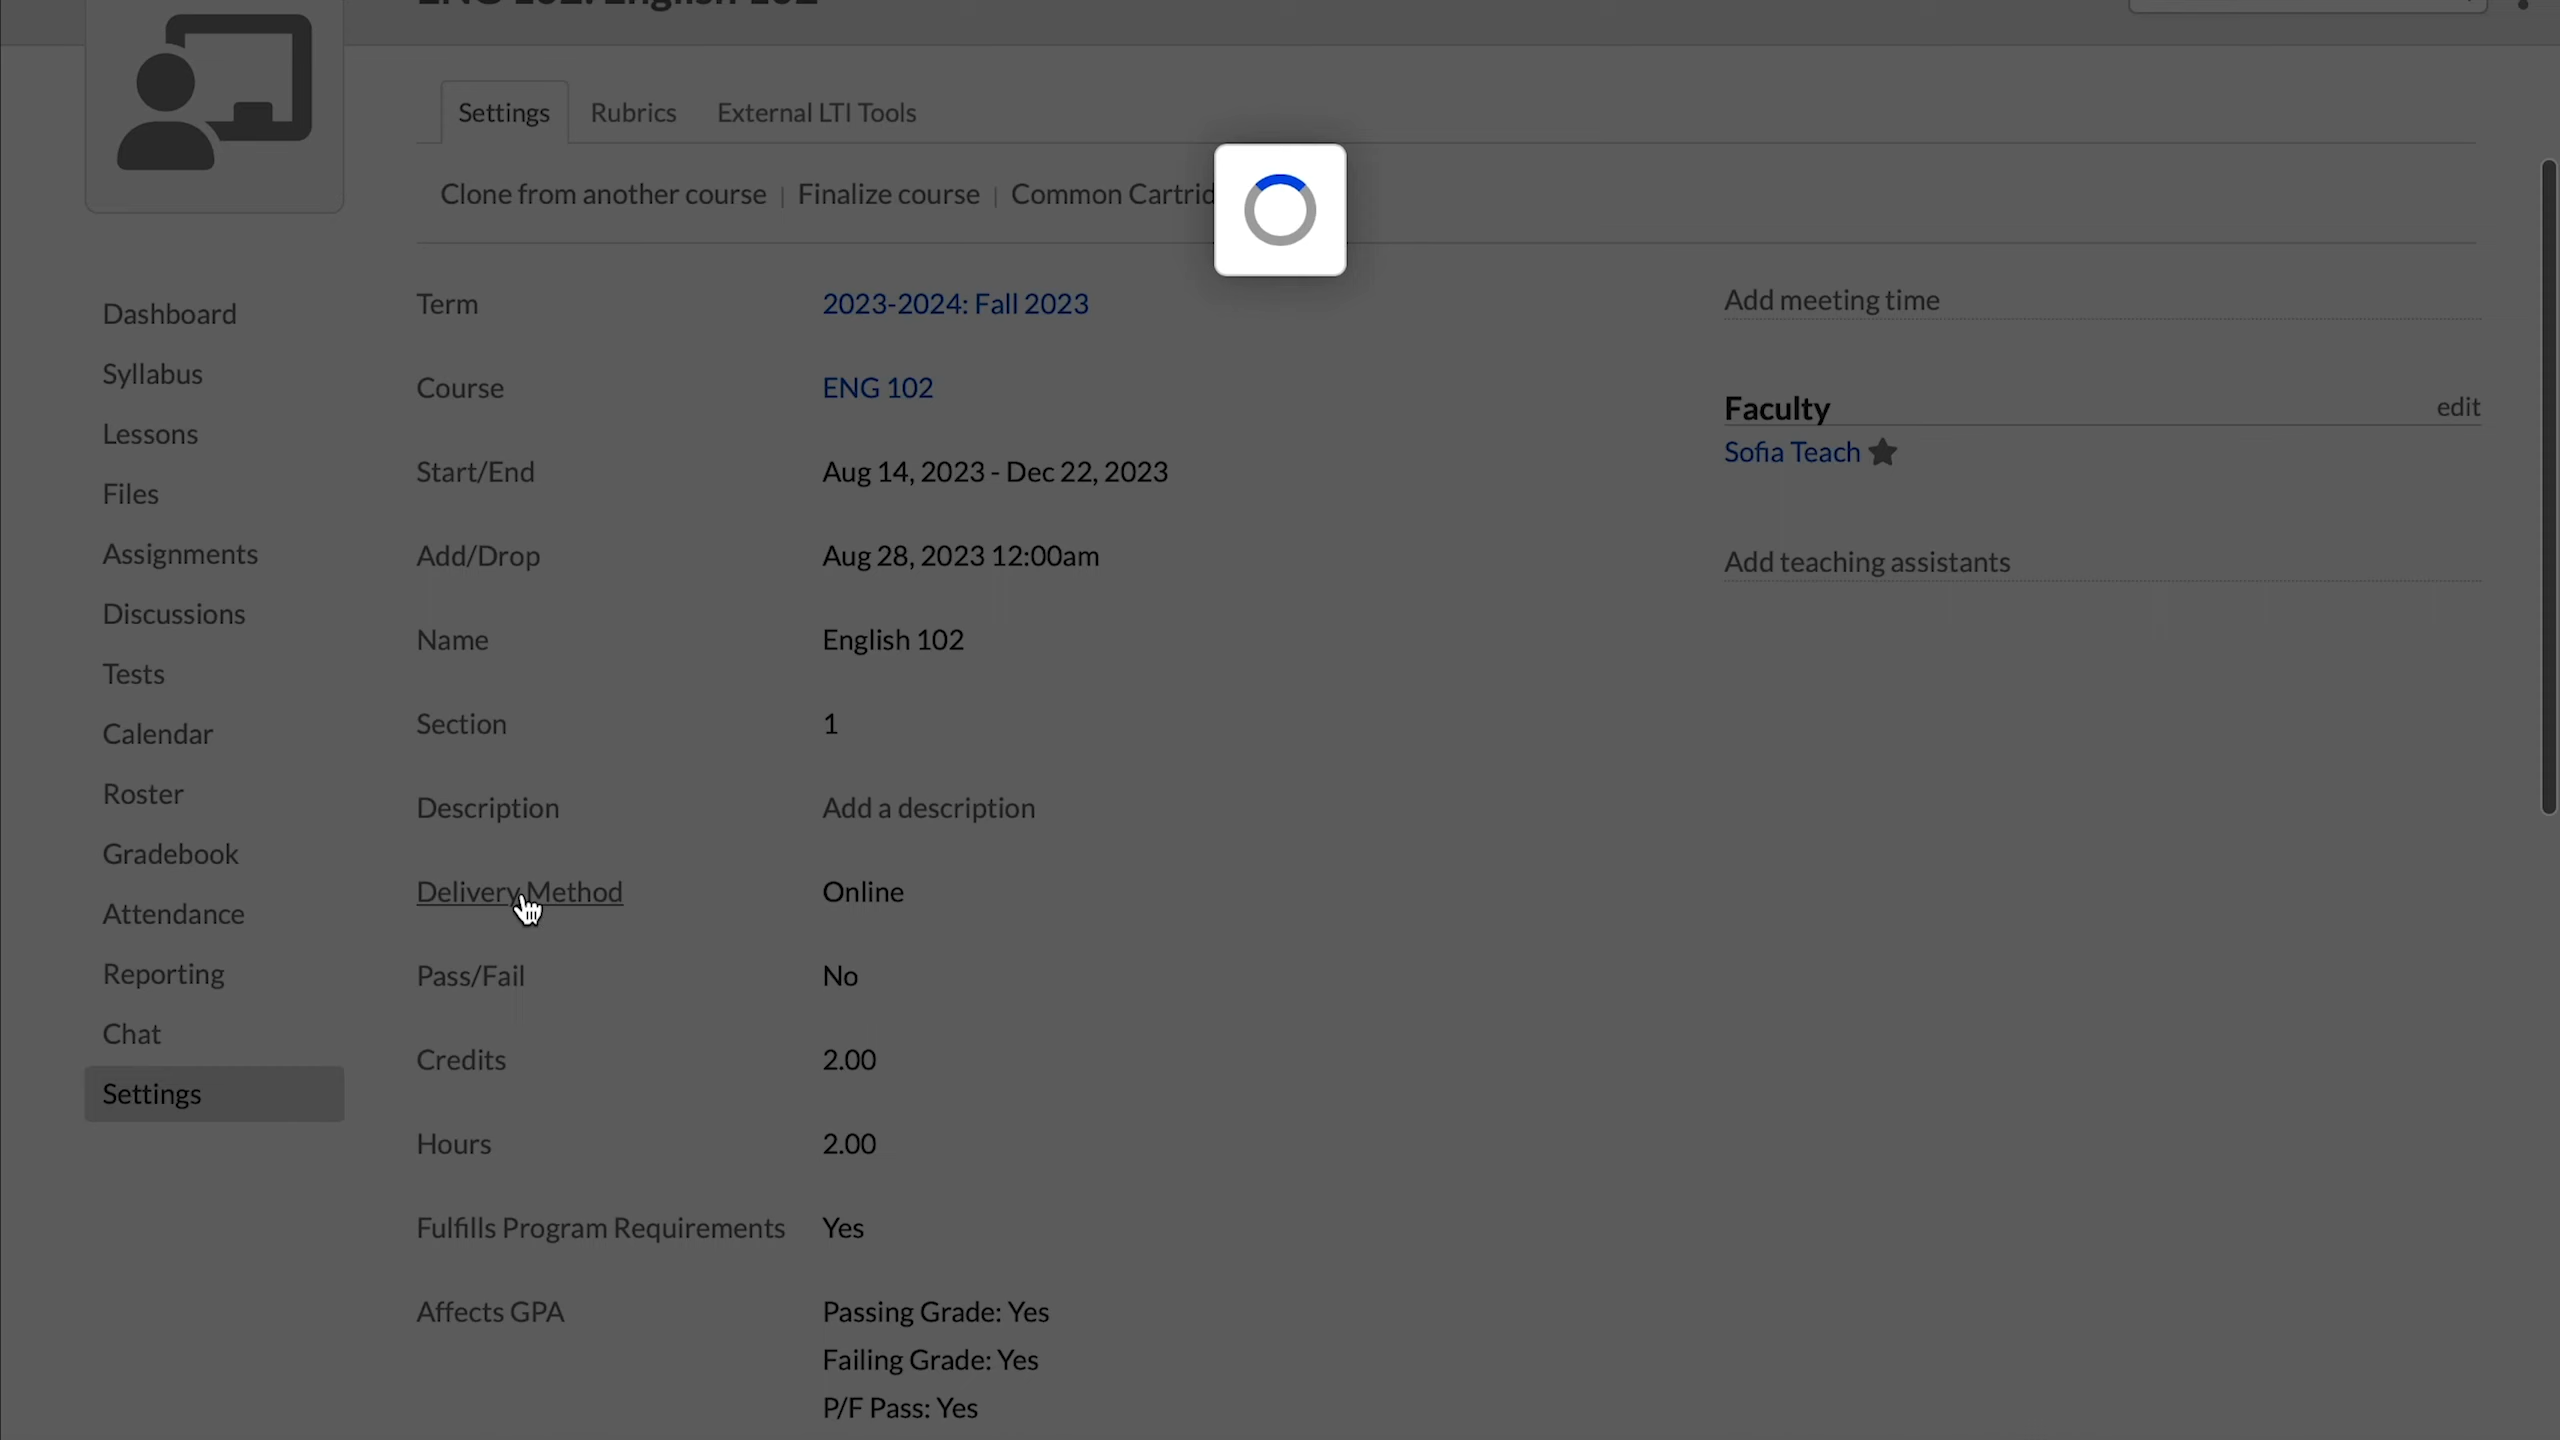 ENG 102: English 102
Settings
Rubrics
External LTI Tools
Clone from another course | Finalize course | Common Cartrid
Dashboard
Syllabus
Lessons
Files
Assignments
Discussions
Tests
Calendar
Roster
Gradebook
Attendance
Reporting
Chat
Settings
Term 2023-2024: Fall 2023
Course ENG 102
Start/End Aug 14, 2023 - Dec 22, 2023
Add/Drop Aug 28, 2023 12:00am
Name English 102
Section 1
Description Add a description
Delivery Method Online
Pass/Fail No
Credits 2.00
Hours 2.00
Fulfills Program Requirements Yes
Affects GPA Passing Grade: Yes
Failing Grade: Yes
P/F Pass: Yes
Add meeting time
Faculty edit
Sofia Teach
Add teaching assistants